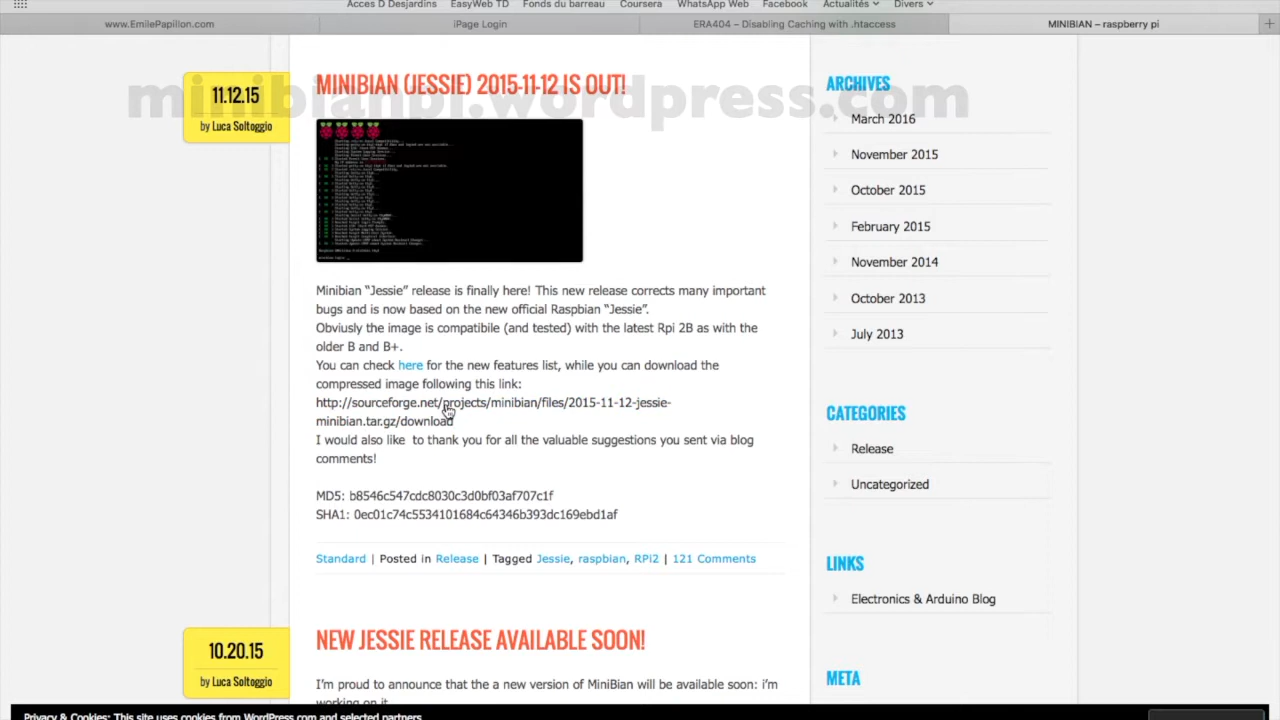 Acces D Desjardins EasyWeb TD Fonds du barreau Coursera WhatsApp Web Facebook Actualités Divers
www.EmilePapillon.com iPage Login ERA404 – Disabling Caching with .htaccess MINIBIAN – raspberry pi
minibianpi.wordpress.com
11.12.15
by Luca Soltoggio
MINIBIAN (JESSIE) 2015-11-12 IS OUT!
Minibian “Jessie” release is finally here! This new release corrects many important
bugs and is now based on the new official Raspbian “Jessie”.
Obviusly the image is compatibile (and tested) with the latest Rpi 2B as with the
older B and B+.
You can check here for the new features list, while you can download the
compressed image following this link:
http://sourceforge.net/projects/minibian/files/2015-11-12-jessie-
minibian.tar.gz/download
I would also like to thank you for all the valuable suggestions you sent via blog
comments!
MD5: b8546c547cdc8030c3d0bf03af707c1f
SHA1: 0ec01c74c5534101684c64346b393dc169ebd1af
Standard | Posted in Release | Tagged Jessie, raspbian, RPi2 | 121 Comments
10.20.15
by Luca Soltoggio
NEW JESSIE RELEASE AVAILABLE SOON!
I’m proud to announce that the a new version of MiniBian will be available soon: i’m
working on it
ARCHIVES
March 2016
November 2015
October 2015
February 2015
November 2014
October 2013
July 2013
CATEGORIES
Release
Uncategorized
LINKS
Electronics & Arduino Blog
META
Privacy & Cookies: This site uses cookies from WordPress.com and selected partners